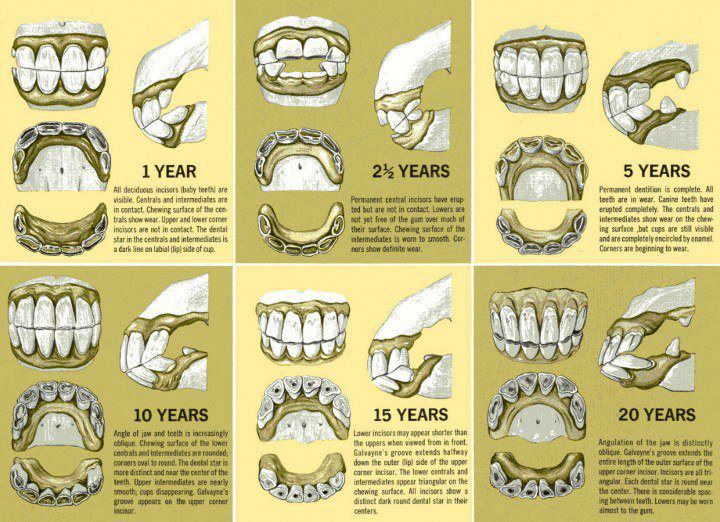 1 YEAR
All deciduous incisors (baby teeth) are
visible. Centrals and intermediates are
in contact. Chewing surface of the cen-
trals show wear. Upper and lower corner
incisors are not in contact. The dental
star in the centrals and intermediates is
a dark line on labial (lip) side of cup.
2½ YEARS
Permanent central incisors have erup-
ted but are not in contact. Lowers are
not yet free of the gum over much of
their surface. Chewing surface of the
intermediates is worn to smooth. Cor-
ners show definite wear.
5 YEARS
Permanent dentition is complete. All
teeth are in wear. Canine teeth have
erupted completely. The centrals and
intermediates show wear on the chew-
ing surface ,but cups are still visible
and are completely encircled by enamel.
Corners are beginning to wear.
10 YEARS
Angle of jaw and teeth is increasingly
oblique. Chewing surface of the lower
centrals and intermediates are rounded;
corners oval to round. The dental star is
more distinct and near the center of the
teeth. Upper intermediates are nearly
smooth; cups disappearing. Galvayne's
groove appears on the upper corner
incisor.
15 YEARS
Lower incisors may appear shorter than
the uppers when viewed from in front.
Galvayne's groove extends halfway
down the outer (lip) side of the upper
corner incisor. The lower centrals and
intermediates appear triangular on the
chewing surface. All incisors show a
distinct dark round dental star in their
centers.
20 YEARS
Angulation of the jaw is distinctly
oblique. Galvayne's groove extends the
entire length of the outer surface of the
upper corner incisor. Incisors are all tri-
angular. Each dental star is round near
the center. There is considerable spac-
ing between teeth. Lowers may be worn
almost to the gum.